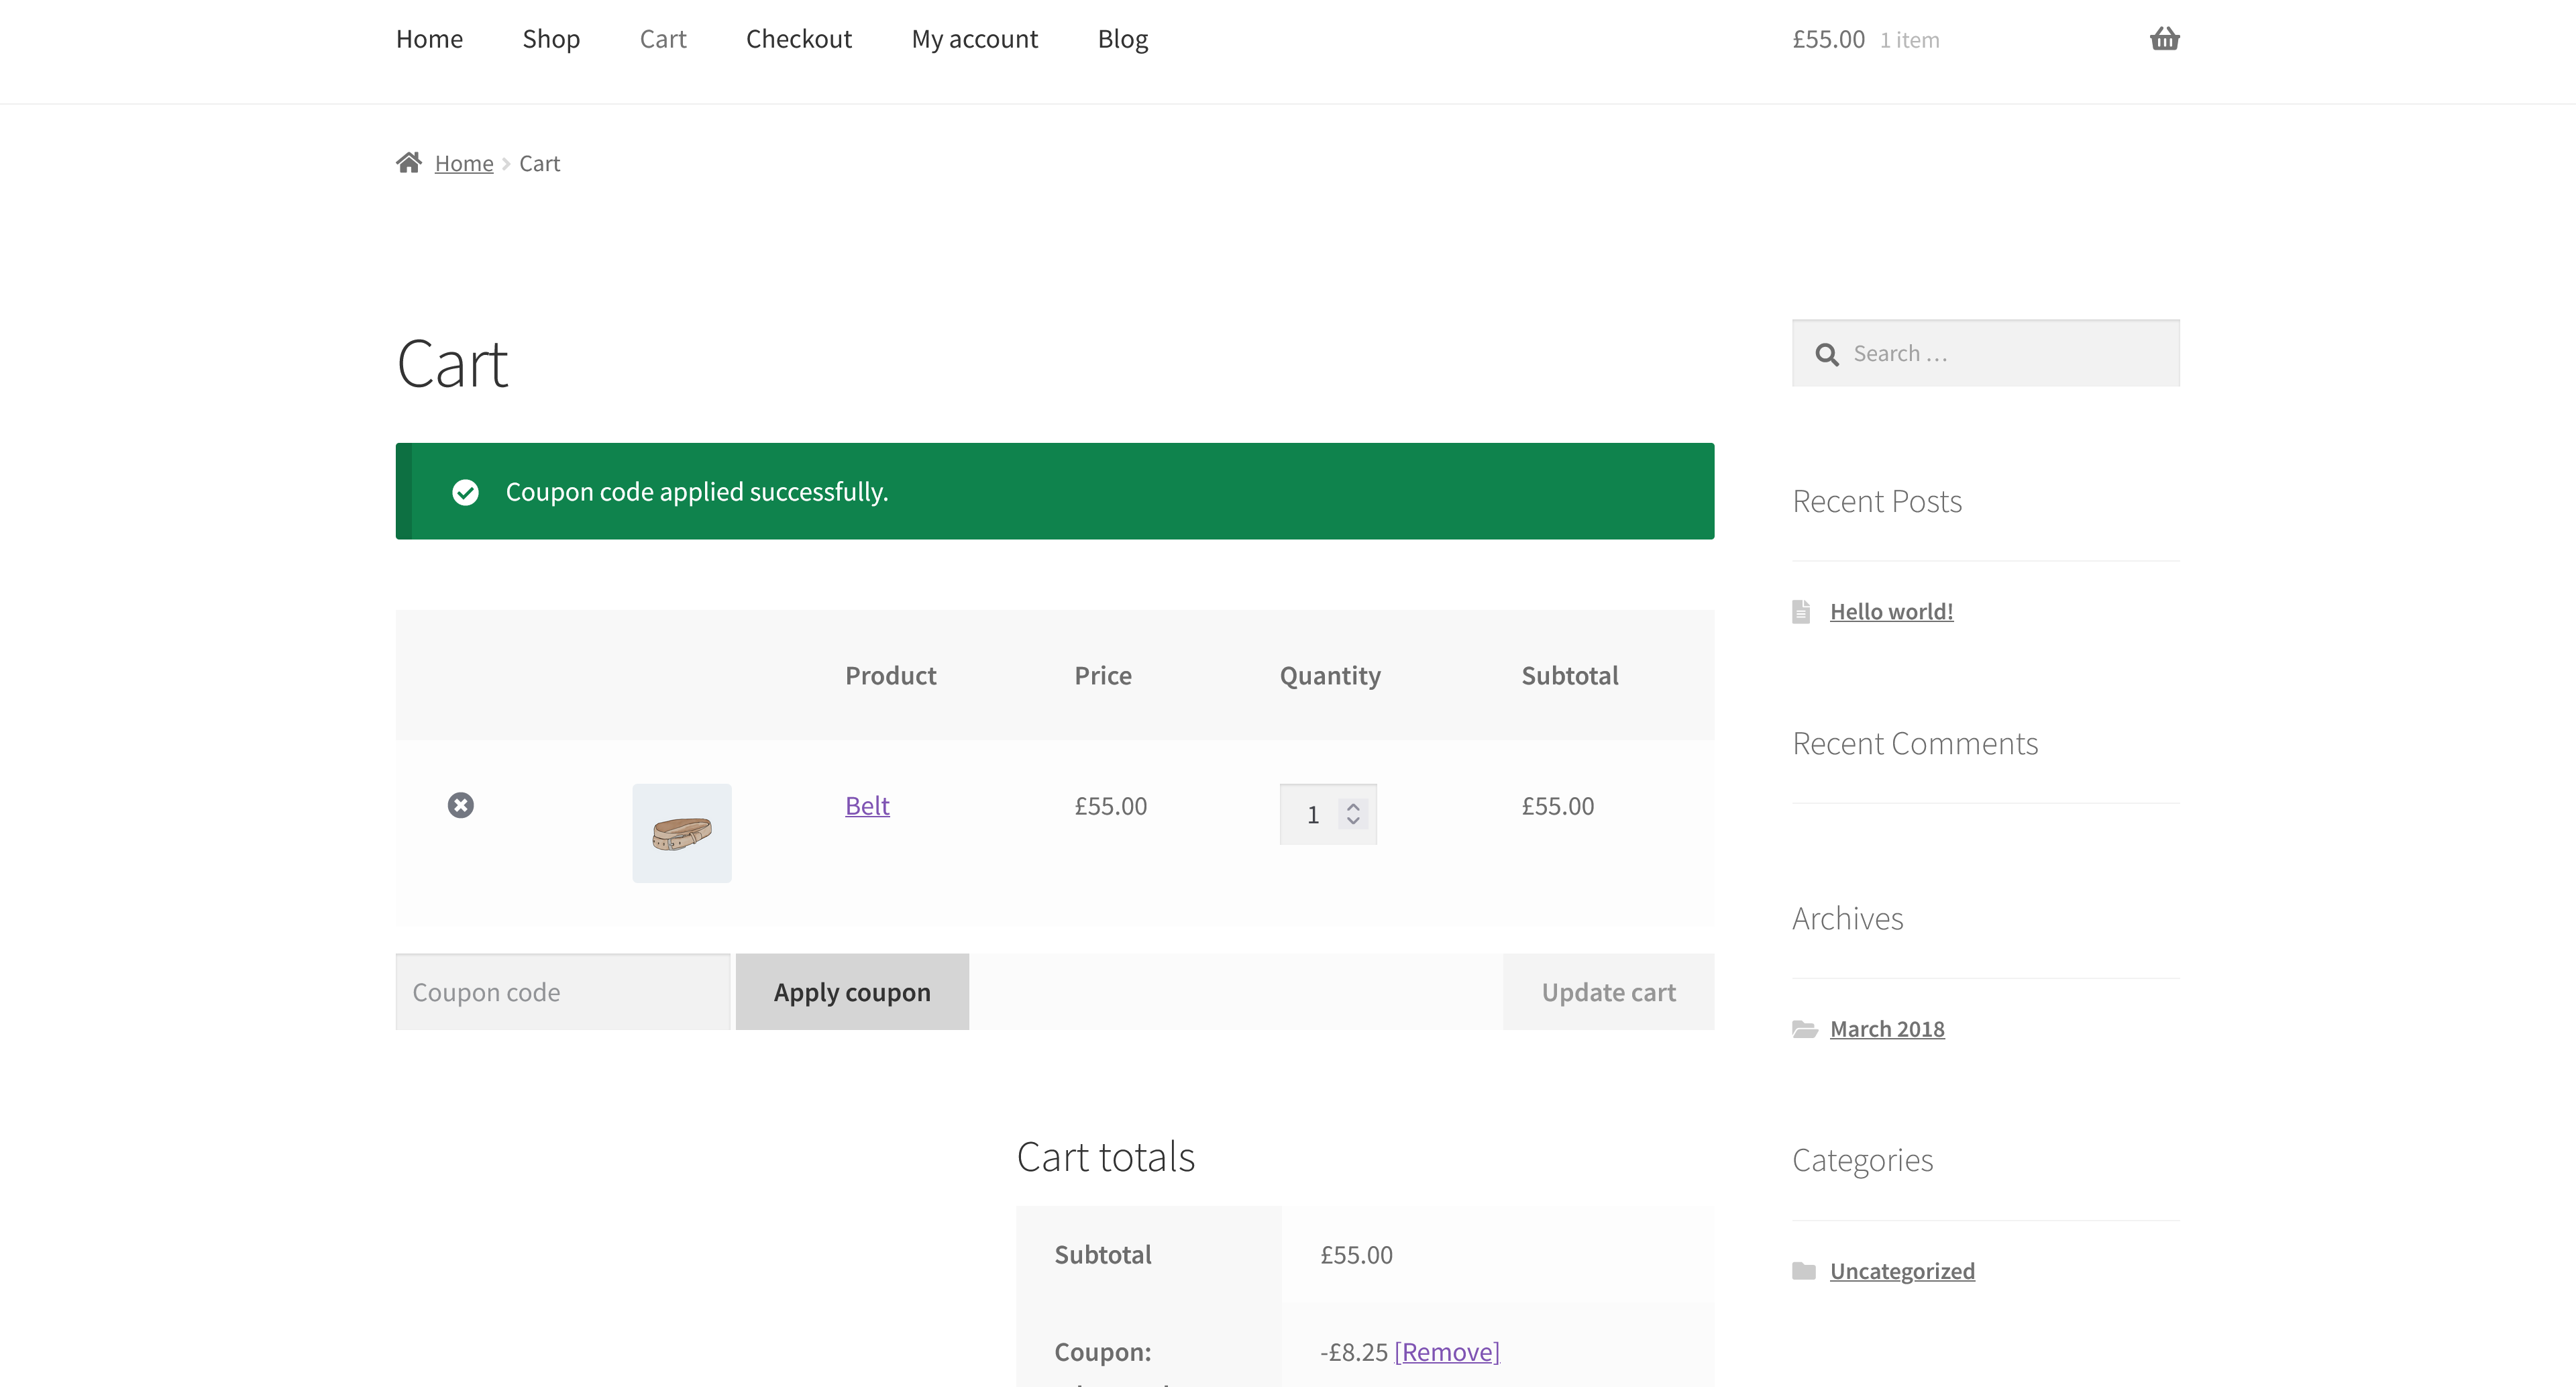 Home Shop Cart Checkout My account Blog £55.00 1 item
Home Cart
Cart
Search …
Coupon code applied successfully.
Recent Posts
Hello world!
Product Price Quantity Subtotal
Recent Comments
Belt £55.00 1 £55.00
Archives
Coupon code Apply coupon Update cart
March 2018
Cart totals
Categories
Subtotal £55.00
Uncategorized
Coupon: -£8.25 [Remove]